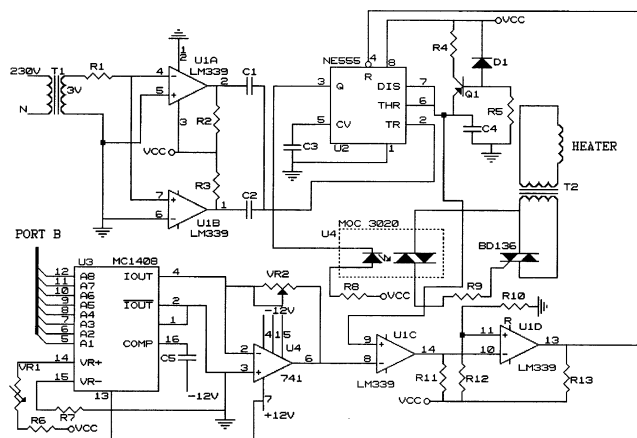 230V
N
T1
3V
R1
4
5
1
2
3
U1A
LM339
2
C1
R2
VCC
R3
7
6
1
C2
U1B
LM339
NE555
4
8
R
VCC
3
Q
DIS
7
THR
6
5
CV
TR
2
1
U2
C3
R4
D1
Q1
R5
C4
HEATER
T2
MOC 3020
U4
R8
VCC
BD136
R9
R10
PORT B
U3
MC1408
12
A8
11
A7
10
A6
9
A5
8
A4
7
A3
6
A2
5
A1
14
VR+
15
VR-
13
IOUT
4
IOUT
2
1
COMP
16
C5
-12V
VR1
R6
VCC
R7
VR2
-12V
4
1
5
U4
2
3
6
741
7
+12V
9
8
U1C
14
LM339
R11
R12
VCC
11
10
R
U1D
13
LM339
R13